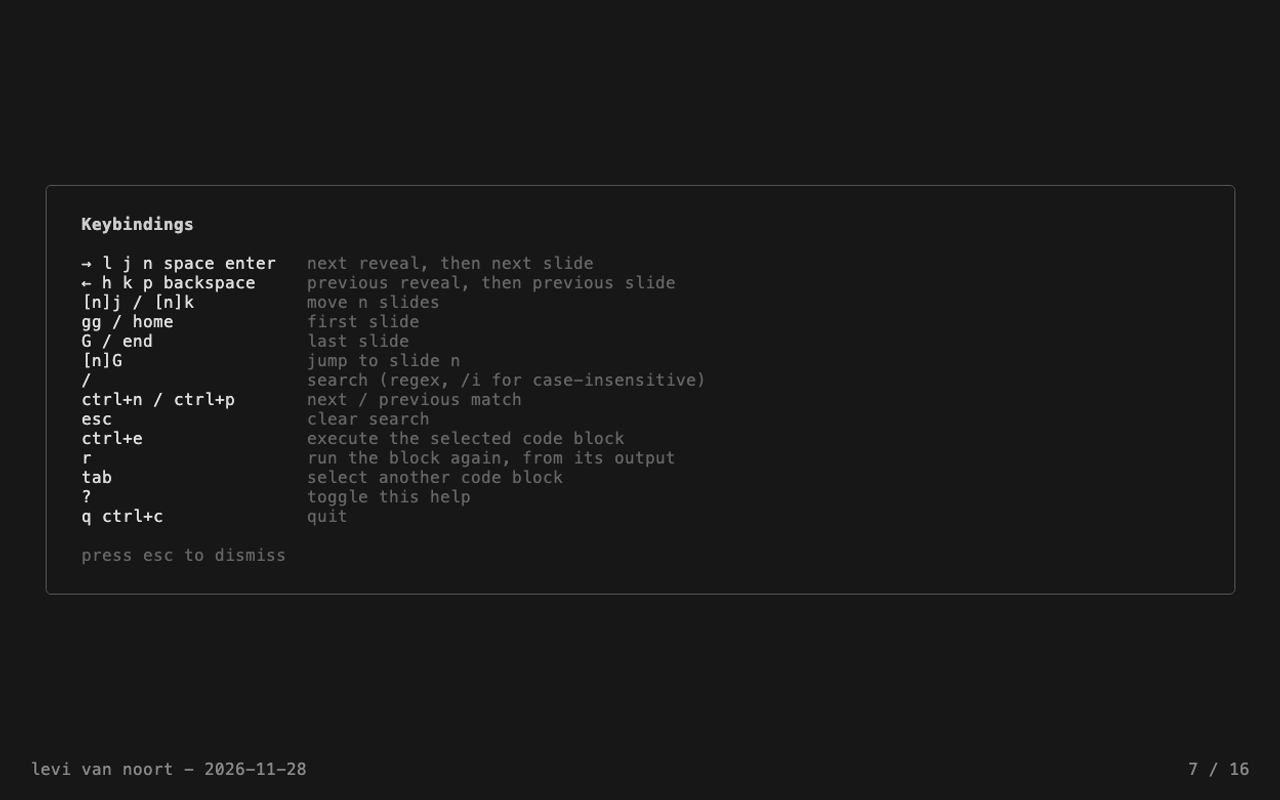 Keybindings
→ l j n space enter   next reveal, then next slide
← h k p backspace     previous reveal, then previous slide
[n]j / [n]k           move n slides
gg / home             first slide
G / end               last slide
[n]G                  jump to slide n
/                     search (regex, /i for case-insensitive)
ctrl+n / ctrl+p       next / previous match
esc                   clear search
ctrl+e                execute the selected code block
r                     run the block again, from its output
tab                   select another code block
?                     toggle this help
q ctrl+c              quit
press esc to dismiss
levi van noort - 2026-11-28
7 / 16